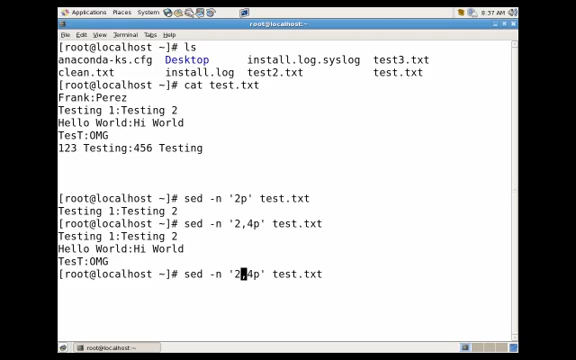 Applications Places System 8:37 AM
root@localhost:~
File Edit View Terminal Tabs Help
[root@localhost ~]# ls
anaconda-ks.cfg Desktop install.log.syslog test3.txt
clean.txt install.log test2.txt test.txt
[root@localhost ~]# cat test.txt
Frank:Perez
Testing 1:Testing 2
Hello World:Hi World
TesT:OMG
123 Testing:456 Testing
[root@localhost ~]# sed -n '2p' test.txt
Testing 1:Testing 2
[root@localhost ~]# sed -n '2,4p' test.txt
Testing 1:Testing 2
Hello World:Hi World
TesT:OMG
[root@localhost ~]# sed -n '2,4p' test.txt
root@localhost:~